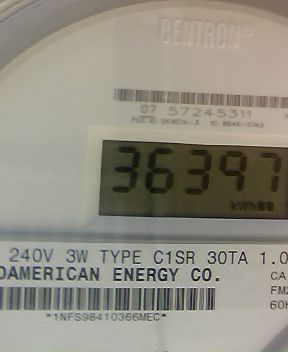 CENTRON®
07 57245311
36397
kWh
240V 3W TYPE C1SR 30TA 1.0
DAMERICAN ENERGY CO.
CA
FM2
60H
*1NFS98410366MEC*